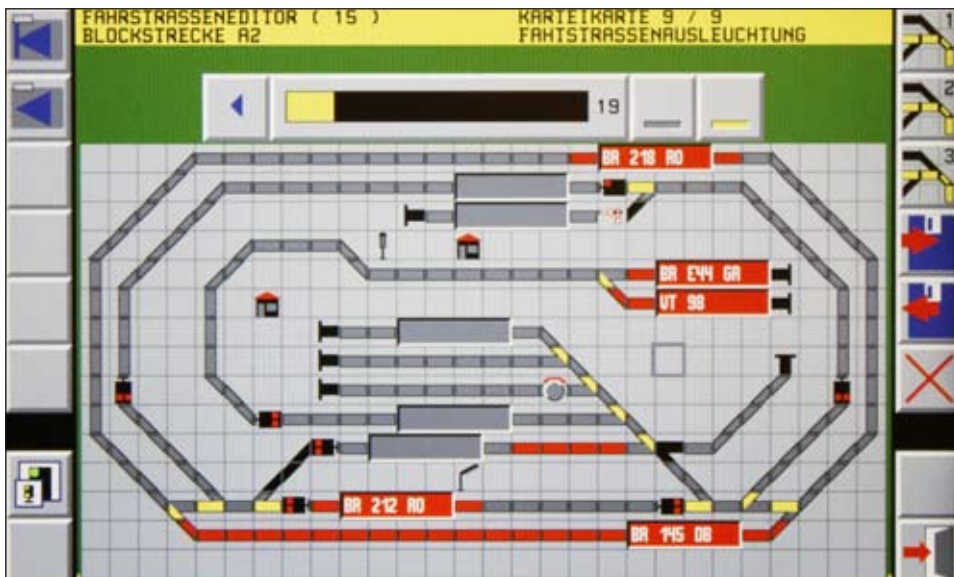 FAHRSTRASSENEDITOR ( 15 )
KARTEIKARTE 9 / 9
BLOCKSTRECKE A2
FAHTSTRASSENAUSLEUCHTUNG
1
2
3
19
BR 218 RO
BR E44 GR
VT 98
BR 212 RO
BR 145 DB